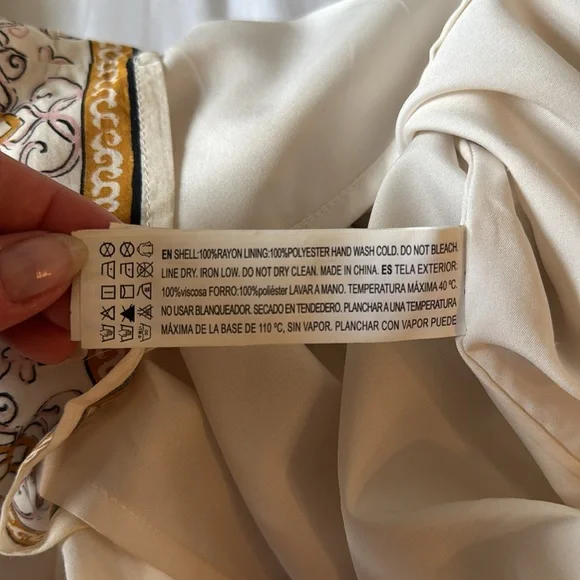 EN SHELL:100%RAYON LINING:100%POLYESTER HAND WASH COLD. DO NOT BLEACH.
LINE DRY. IRON LOW. DO NOT DRY CLEAN. MADE IN CHINA. ES TELA EXTERIOR:
100%viscosa FORRO:100%poliéster LAVAR A MANO. TEMPERATURA MÁXIMA 40 ºC.
NO USAR BLANQUEADOR. SECADO EN TENDEDERO. PLANCHAR A UNA TEMPERATURA
MÁXIMA DE LA BASE DE 110 ºC, SIN VAPOR. PLANCHAR CON VAPOR PUEDE